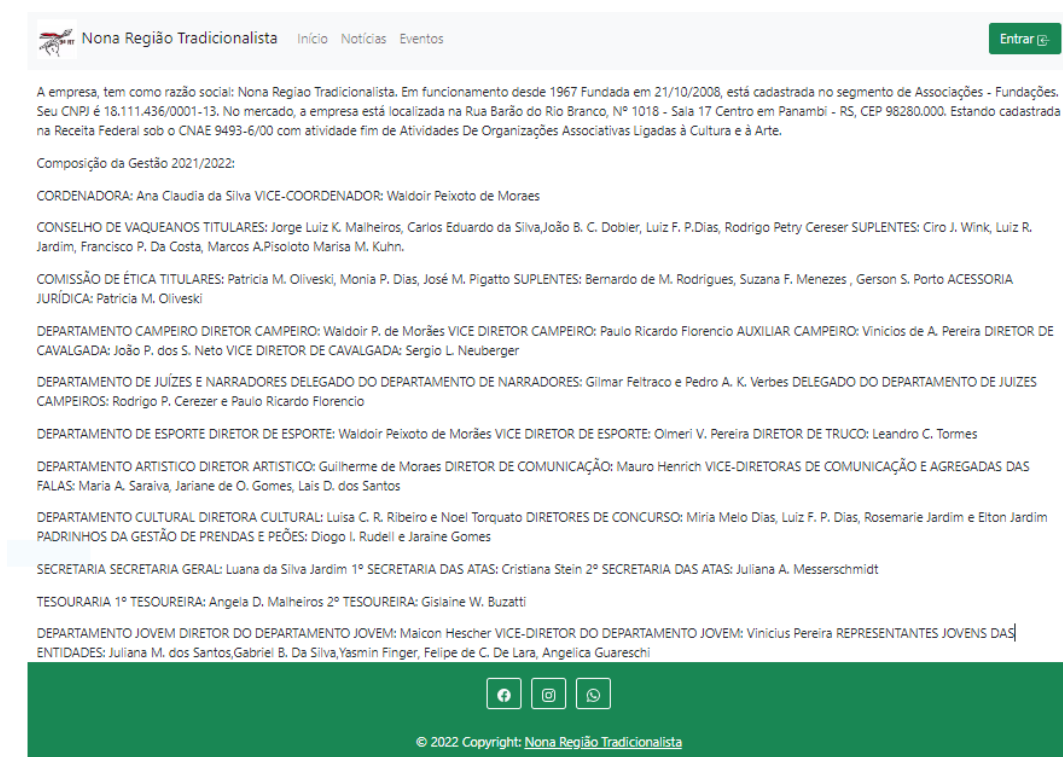 Nona Região Tradicionalista Início Notícias Eventos Entrar
A empresa, tem como razão social: Nona Regiao Tradicionalista. Em funcionamento desde 1967 Fundada em 21/10/2008, está cadastrada no segmento de Associações - Fundações.
Seu CNPJ é 18.111.436/0001-13. No mercado, a empresa está localizada na Rua Barão do Rio Branco, Nº 1018 - Sala 17 Centro em Panambi - RS, CEP 98280.000. Estando cadastrada
na Receita Federal sob o CNAE 9493-6/00 com atividade fim de Atividades De Organizações Associativas Ligadas à Cultura e à Arte.
Composição da Gestão 2021/2022:
CORDENADORA: Ana Claudia da Silva VICE-COORDENADOR: Waldoir Peixoto de Moraes
CONSELHO DE VAQUEANOS TITULARES: Jorge Luiz K. Malheiros, Carlos Eduardo da Silva,João B. C. Dobler, Luiz F. P.Dias, Rodrigo Petry Cereser SUPLENTES: Ciro J. Wink, Luiz R.
Jardim, Francisco P. Da Costa, Marcos A.Pisoloto Marisa M. Kuhn.
COMISSÃO DE ÉTICA TITULARES: Patricia M. Oliveski, Monia P. Dias, José M. Pigatto SUPLENTES: Bernardo de M. Rodrigues, Suzana F. Menezes , Gerson S. Porto ACESSORIA
JURÍDICA: Patricia M. Oliveski
DEPARTAMENTO CAMPEIRO DIRETOR CAMPEIRO: Waldoir P. de Morães VICE DIRETOR CAMPEIRO: Paulo Ricardo Florencio AUXILIAR CAMPEIRO: Vinicios de A. Pereira DIRETOR DE
CAVALGADA: João P. dos S. Neto VICE DIRETOR DE CAVALGADA: Sergio L. Neuberger
DEPARTAMENTO DE JUÍZES E NARRADORES DELEGADO DO DEPARTAMENTO DE NARRADORES: Gilmar Feltraco e Pedro A. K. Verbes DELEGADO DO DEPARTAMENTO DE JUIZES
CAMPEIROS: Rodrigo P. Cerezer e Paulo Ricardo Florencio
DEPARTAMENTO DE ESPORTE DIRETOR DE ESPORTE: Waldoir Peixoto de Morães VICE DIRETOR DE ESPORTE: Olmeri V. Pereira DIRETOR DE TRUCO: Leandro C. Tormes
DEPARTAMENTO ARTISTICO DIRETOR ARTISTICO: Guilherme de Moraes DIRETOR DE COMUNICAÇÃO: Mauro Henrich VICE-DIRETORAS DE COMUNICAÇÃO E AGREGADAS DAS
FALAS: Maria A. Saraiva, Jariane de O. Gomes, Lais D. dos Santos
DEPARTAMENTO CULTURAL DIRETORA CULTURAL: Luisa C. R. Ribeiro e Noel Torquato DIRETORES DE CONCURSO: Miria Melo Dias, Luiz F. P. Dias, Rosemarie Jardim e Elton Jardim
PADRINHOS DA GESTÃO DE PRENDAS E PEÕES: Diogo I. Rudell e Jaraine Gomes
SECRETARIA SECRETARIA GERAL: Luana da Silva Jardim 1º SECRETARIA DAS ATAS: Cristiana Stein 2º SECRETARIA DAS ATAS: Juliana A. Messerschmidt
TESOURARIA 1º TESOUREIRA: Angela D. Malheiros 2º TESOUREIRA: Gislaine W. Buzatti
DEPARTAMENTO JOVEM DIRETOR DO DEPARTAMENTO JOVEM: Maicon Hescher VICE-DIRETOR DO DEPARTAMENTO JOVEM: Vinicius Pereira REPRESENTANTES JOVENS DAS
ENTIDADES: Juliana M. dos Santos,Gabriel B. Da Silva,Yasmin Finger, Felipe de C. De Lara, Angelica Guareschi
© 2022 Copyright: Nona Região Tradicionalista